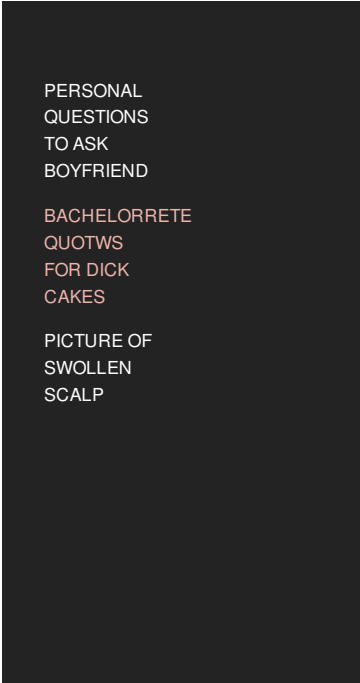 PERSONAL
QUESTIONS
TO ASK
BOYFRIEND
BACHELORRETE
QUOTWS
FOR DICK
CAKES
PICTURE OF
SWOLLEN
SCALP